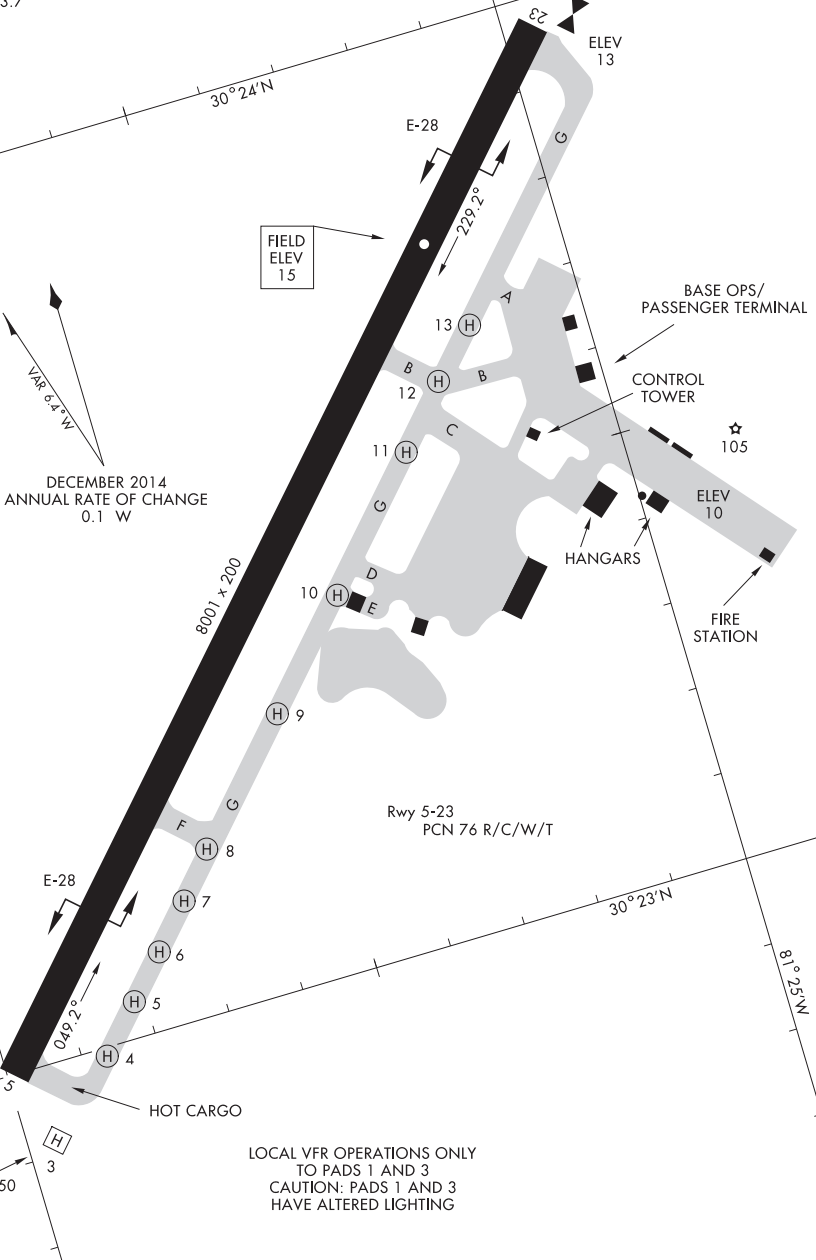 3.7
23
ELEV
13
30°24'N
E-28
G
229.2°
FIELD
ELEV
15
A
BASE OPS/
PASSENGER TERMINAL
13 H
VAR 6.4° W
B
H
B
12
CONTROL
TOWER
C
105
11 H
DECEMBER 2014
ANNUAL RATE OF CHANGE
0.1 W
ELEV
10
G
HANGARS
8001 x 200
D
10 H
E
FIRE
STATION
H 9
G
Rwy 5-23
PCN 76 R/C/W/T
F
H 8
E-28
H 7
30°23'N
H 6
81° 25'W
H 5
049.2°
H 4
5
HOT CARGO
H
3
50
LOCAL VFR OPERATIONS ONLY
TO PADS 1 AND 3
CAUTION: PADS 1 AND 3
HAVE ALTERED LIGHTING